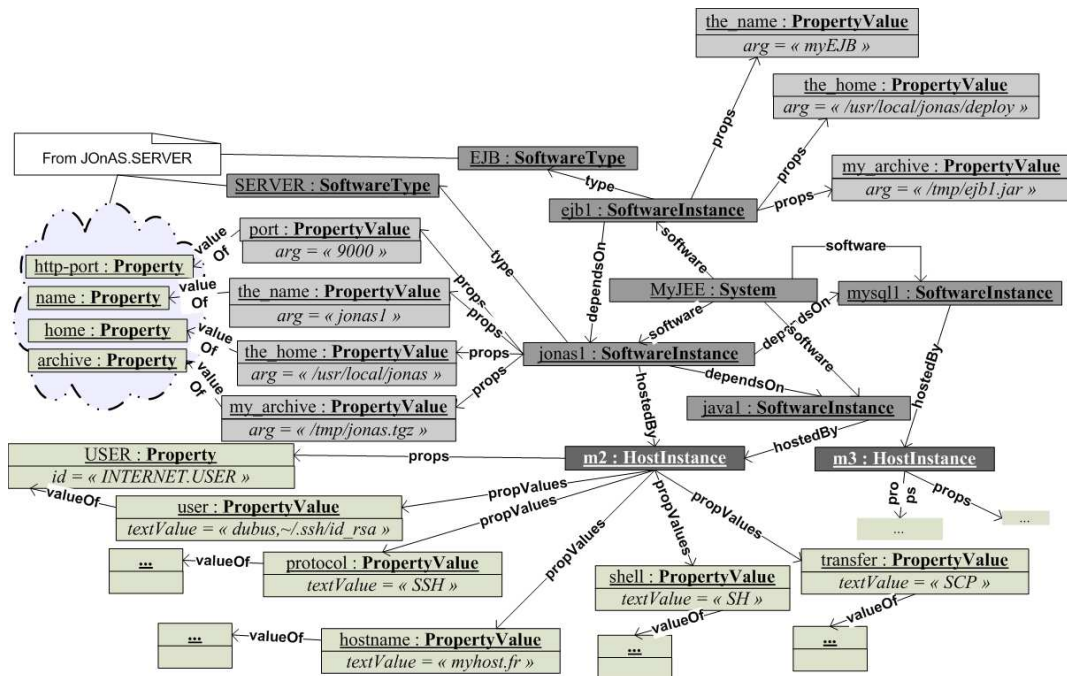 the_name : PropertyValue
arg = « myEJB »
the_home : PropertyValue
arg = « /usr/local/jonas/deploy »
props
props
From JOnAS.SERVER
EJB : SoftwareType
my_archive : PropertyValue
arg = « /tmp/ejb1.jar »
type
props
SERVER : SoftwareType
ejb1 : SoftwareInstance
value
Of
port : PropertyValue
arg = « 9000 »
software
software
http-port : Property
type
dependsOn
props
MyJEE : System
mysql1 : SoftwareInstance
name : Property
value
Of
the_name : PropertyValue
arg = « jonas1 »
props
software
dependsOn
software
home : Property
value
Of
the_home : PropertyValue
arg = « /usr/local/jonas »
props
jonas1 : SoftwareInstance
archive : Property
value
Of
props
dependsOn
hostedBy
my_archive : PropertyValue
arg = « /tmp/jonas.tgz »
hostedBy
java1 : SoftwareInstance
hostedBy
USER : Property
id = « INTERNET.USER »
props
m2 : HostInstance
m3 : HostInstance
valueOf
user : PropertyValue
textValue = « dubus,~/.ssh/id_rsa »
propValues
propValues
propValues
propValues
propValues
pro
ps
props
...
...
...
valueOf
protocol : PropertyValue
textValue = « SSH »
shell : PropertyValue
textValue = « SH »
transfer : PropertyValue
textValue = « SCP »
...
valueOf
hostname : PropertyValue
textValue = « myhost.fr »
valueOf
...
valueOf
...